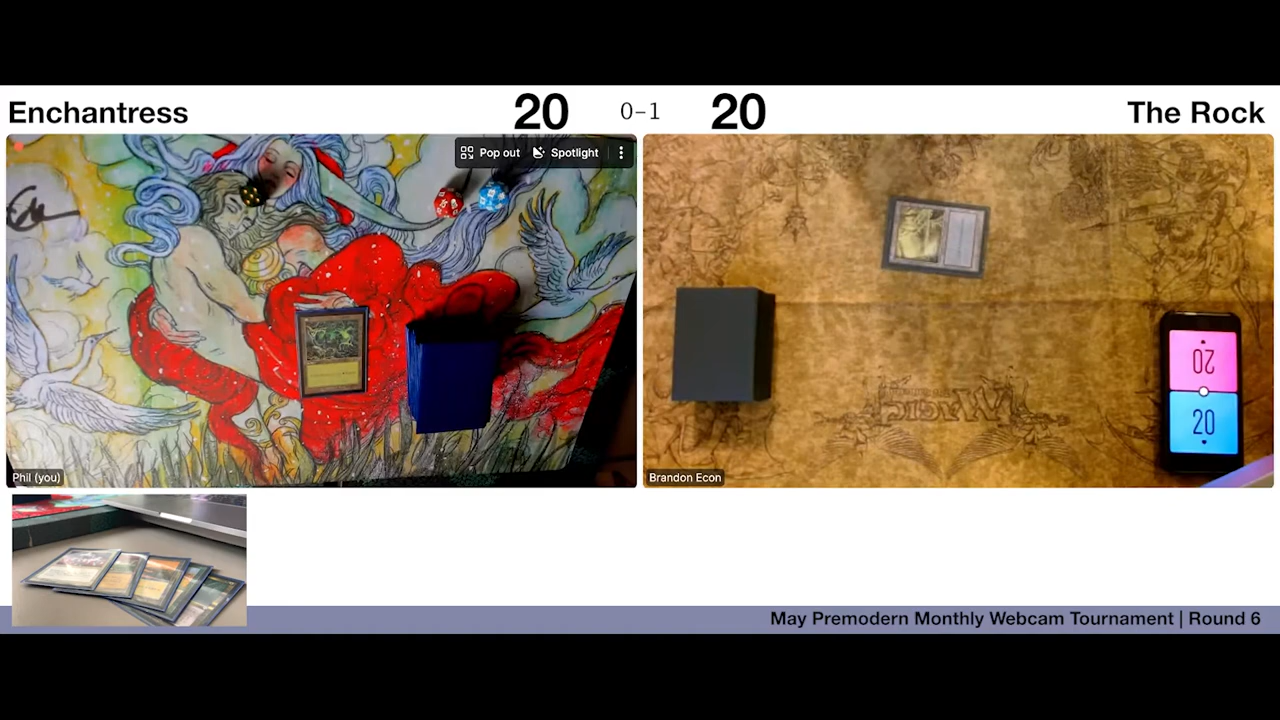 Enchantress
20
0-1
20
The Rock
Pop out
Spotlight
Phil (you)
Brandon Econ
MAGIC
20
20
May Premodern Monthly Webcam Tournament | Round 6